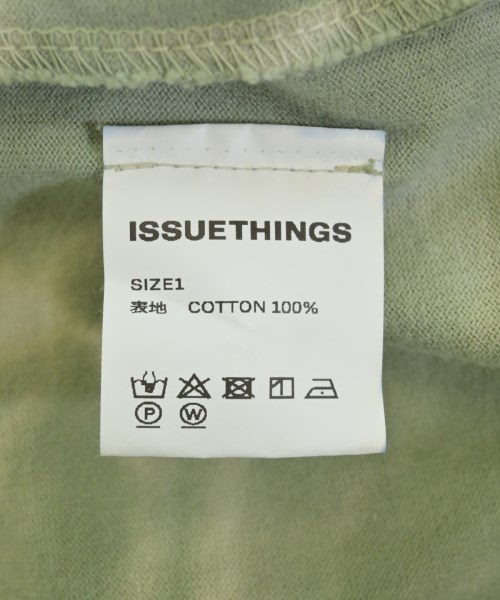 ISSUETHINGS
SIZE1
表地 COTTON 100%
P W